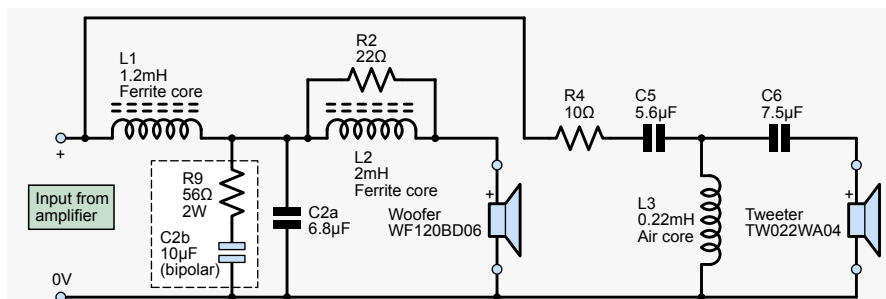 L1
1.2mH
Ferrite core
R2
22Ω
R4
10Ω
C5
5.6µF
C6
7.5µF
+
Input from
amplifier
R9
56Ω
2W
C2b
10µF
(bipolar)
C2a
6.8µF
L2
2mH
Ferrite core
Woofer
WF120BD06
+
L3
0.22mH
Air core
Tweeter
TW022WA04
+
0V